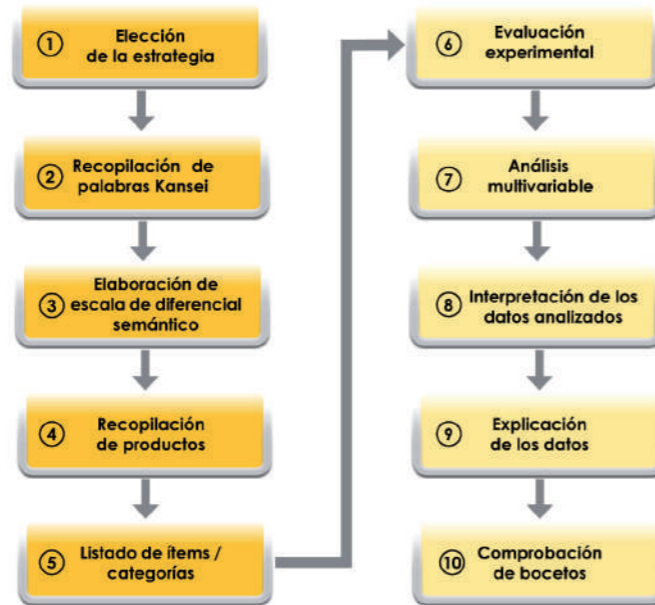 ① Elección
de la estrategia
② Recopilación de
palabras Kansei
③ Elaboración de
escala de diferencial
semántico
④ Recopilación
de productos
⑤ Listado de ítems /
categorías
⑥ Evaluación
experimental
⑦ Análisis
multivariable
⑧ Interpretación de los
datos analizados
⑨ Explicación
de los datos
⑩ Comprobación
de bocetos